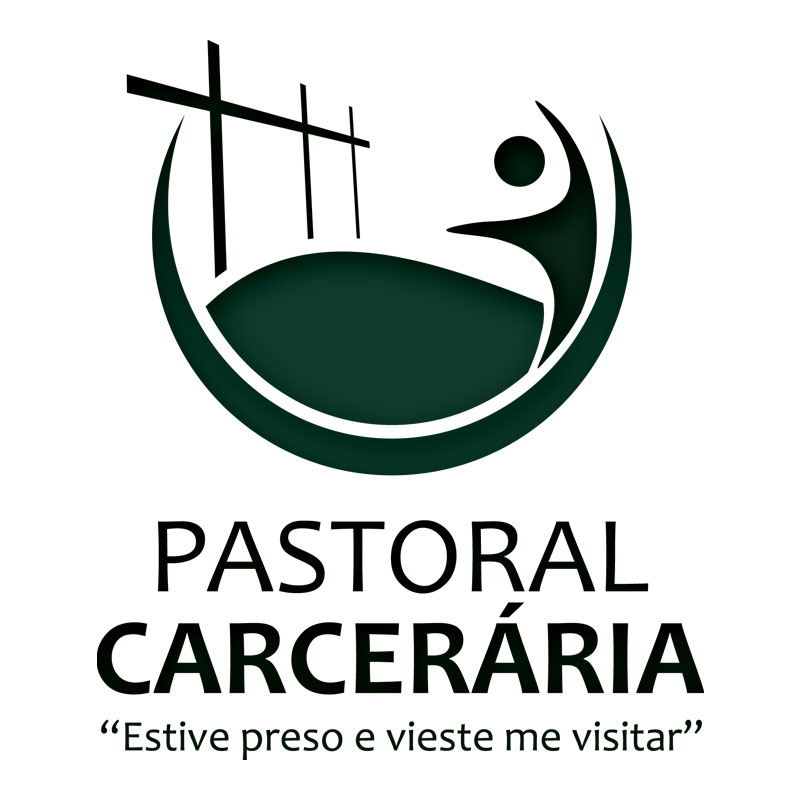 PASTORAL
CARCERÁRIA
“Estive preso e vieste me visitar”